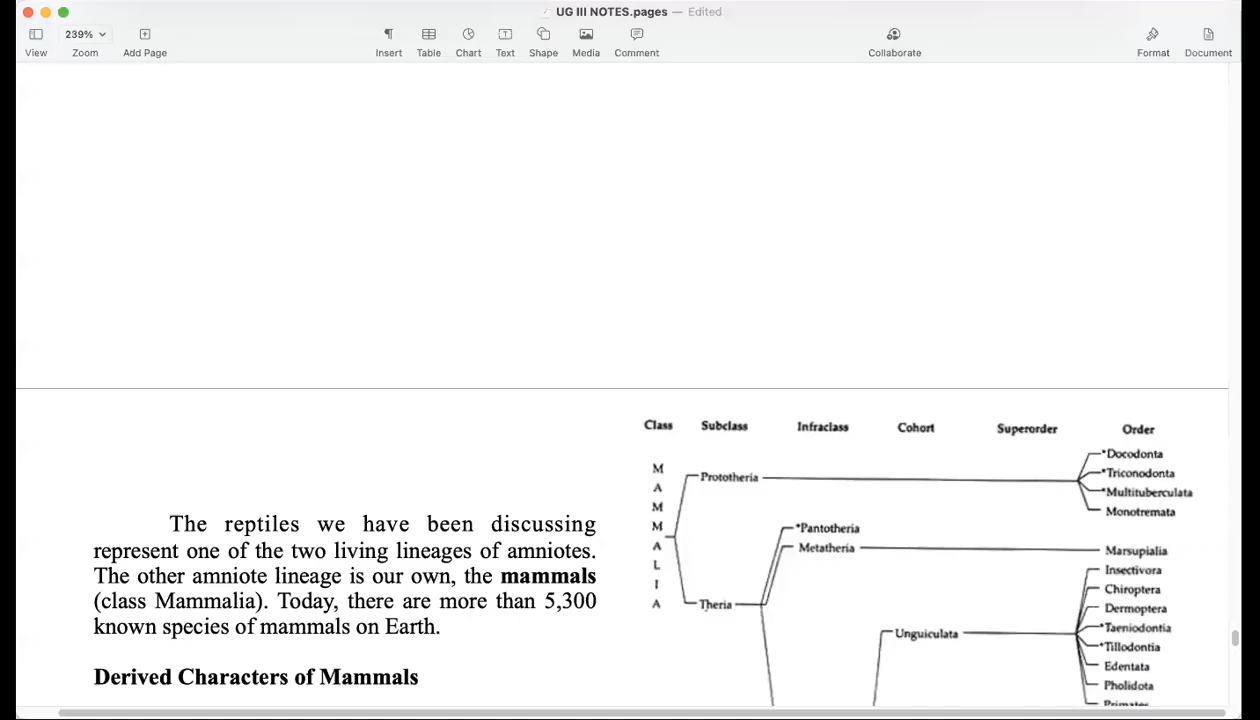 UG III NOTES.pages — Edited
239%
View Zoom Add Page Insert Table Chart Text Shape Media Comment Collaborate Format Document
The reptiles we have been discussing
represent one of the two living lineages of amniotes.
The other amniote lineage is our own, the mammals
(class Mammalia). Today, there are more than 5,300
known species of mammals on Earth.
Derived Characters of Mammals
Class Subclass Infraclass Cohort Superorder Order
M
A
M
M
A
L
I
A
Prototheria
*Docodonta
*Triconodonta
*Multituberculata
Monotremata
Theria
*Pantotheria
Metatheria
Marsupialia
Unguiculata
Insectivora
Chiroptera
Dermoptera
*Taeniodontia
*Tillodontia
Edentata
Pholidota
Primates